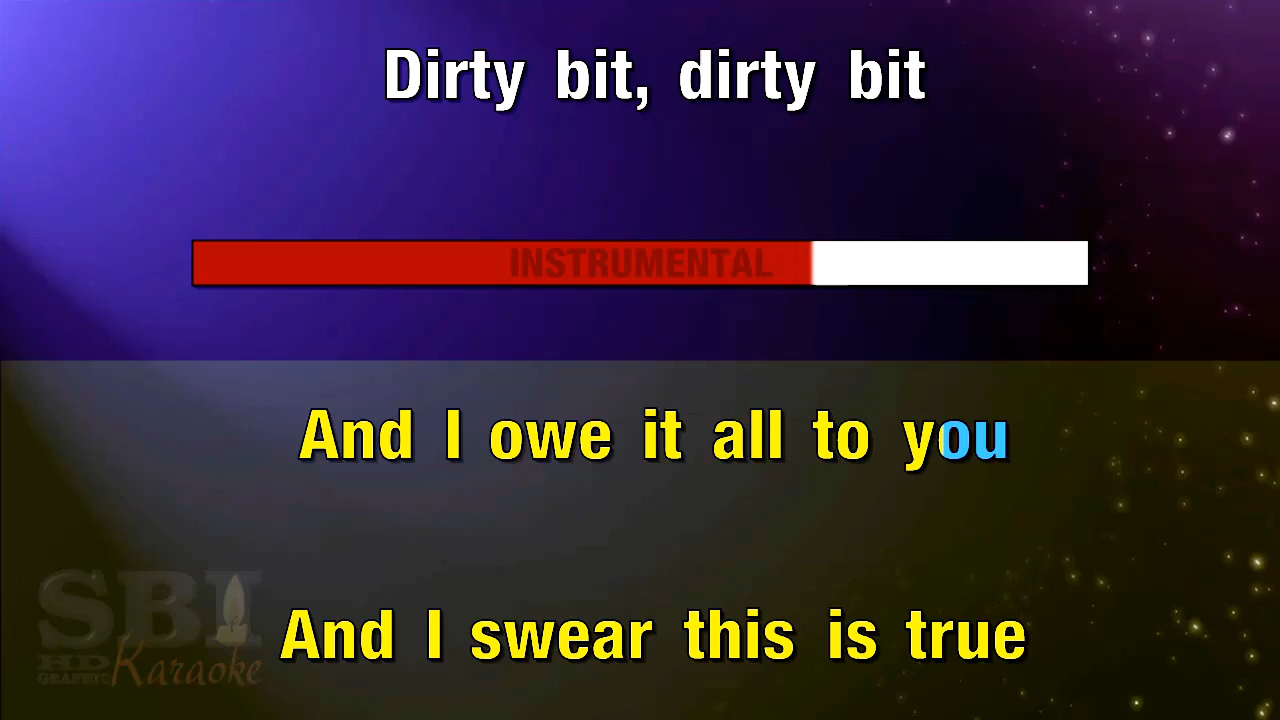 Dirty bit, dirty bit
INSTRUMENTAL
And I owe it all to you
And I swear this is true
SBI
HD
GRAPHIC
Karaoke